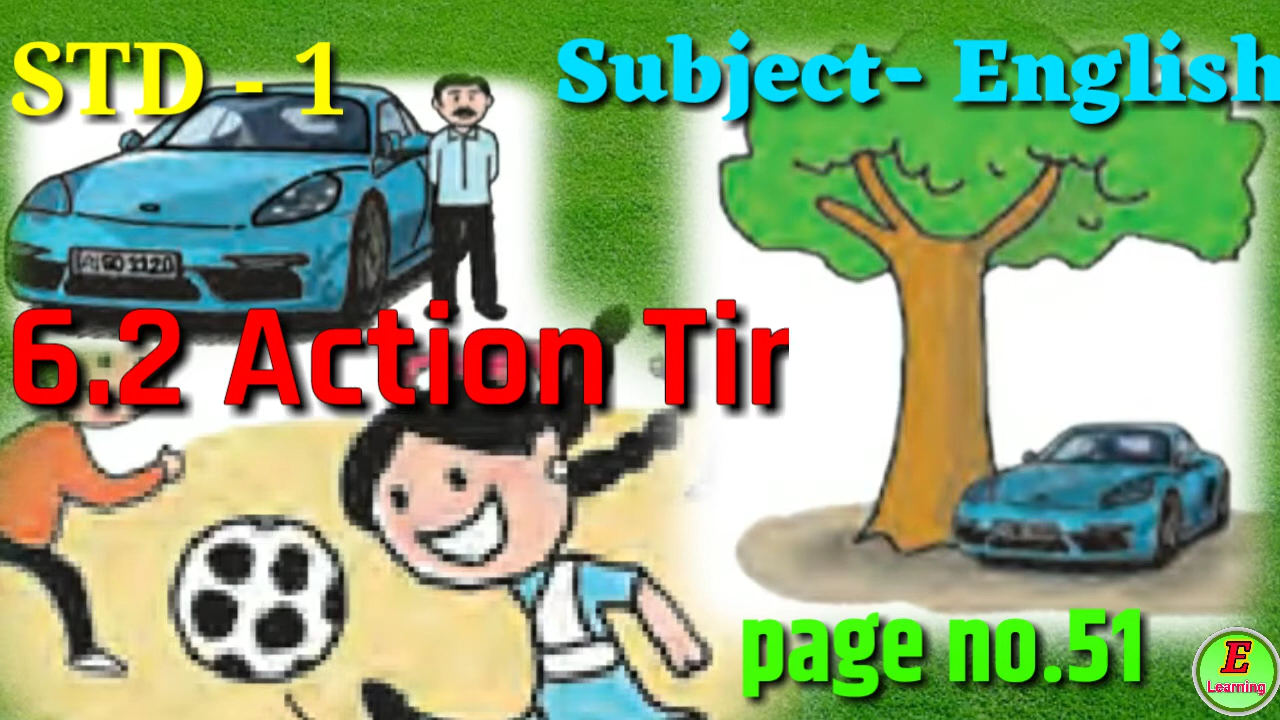 STD - 1
Subject- English
6.2 Action Tir
page no.51
E
Learning